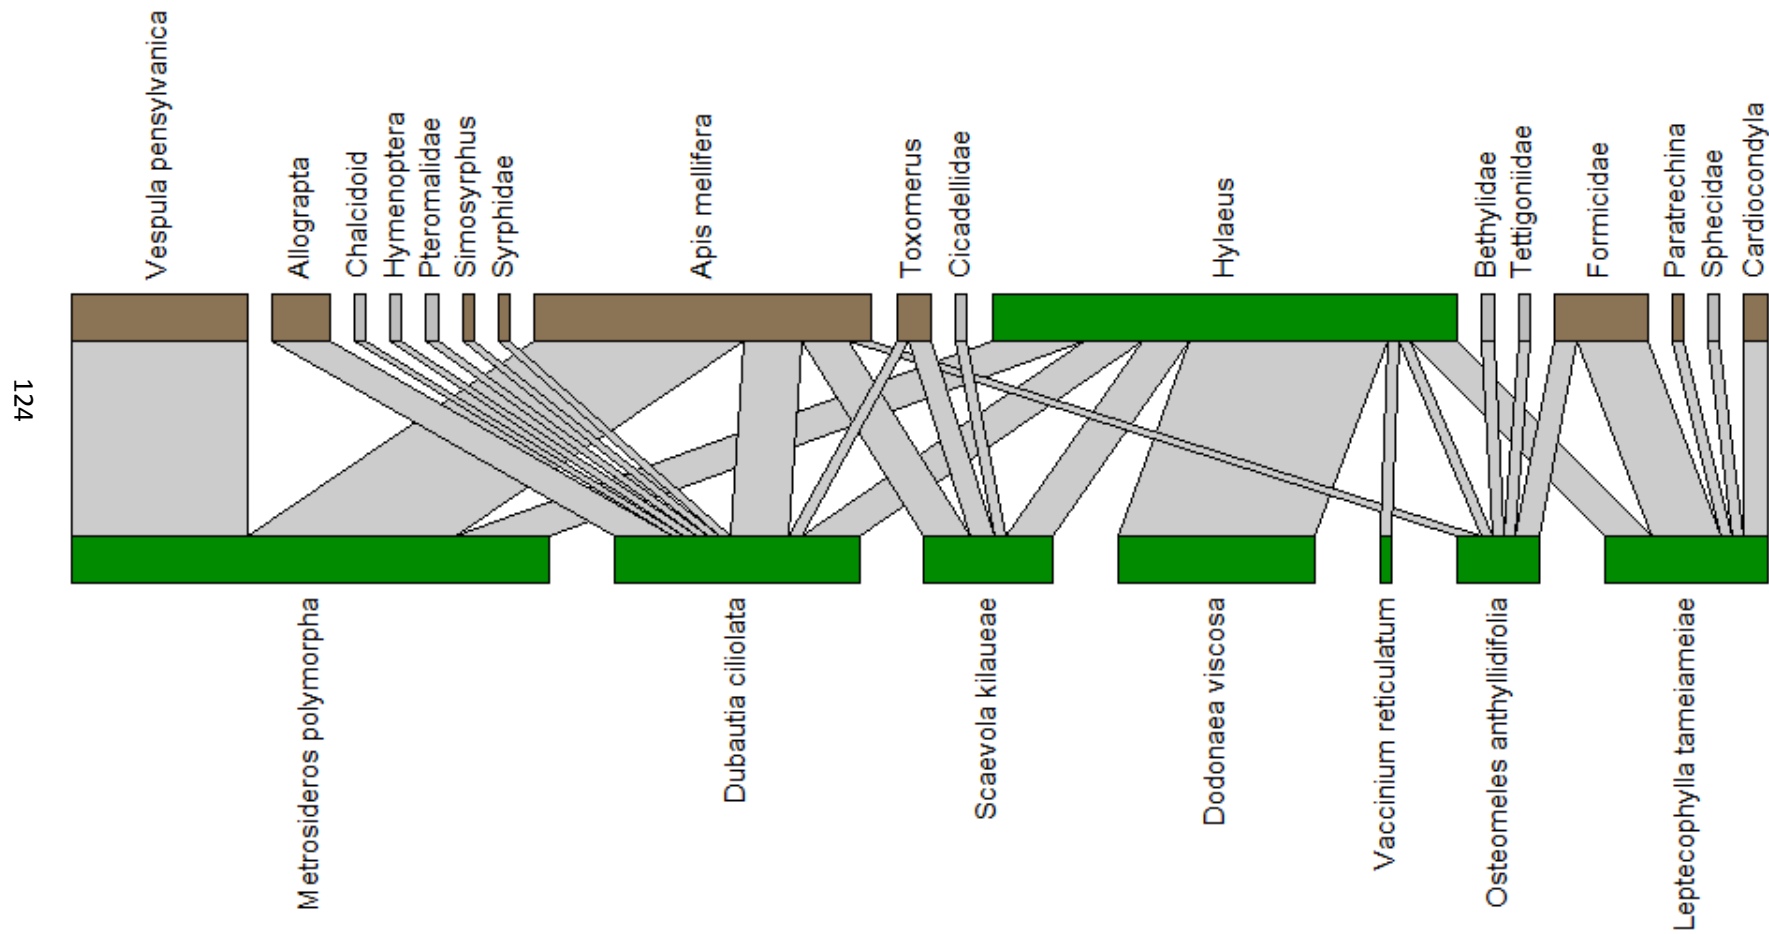 Vespula pensylvanica
Allograpta
Chalcidoid
Hymenoptera
Pteromalidae
Simosyrphus
Syrphidae
Apis mellifera
Toxomerus
Cicadellidae
Hylaeus
Bethylidae
Tettigoniidae
Formicidae
Paratrechina
Sphecidae
Cardiocondyla
124
Metrosideros polymorpha
Dubautia ciliolata
Scaevola kilaueae
Dodonaea viscosa
Vaccinium reticulatum
Osteomeles anthyllidifolia
Leptecophylla tameiameiae